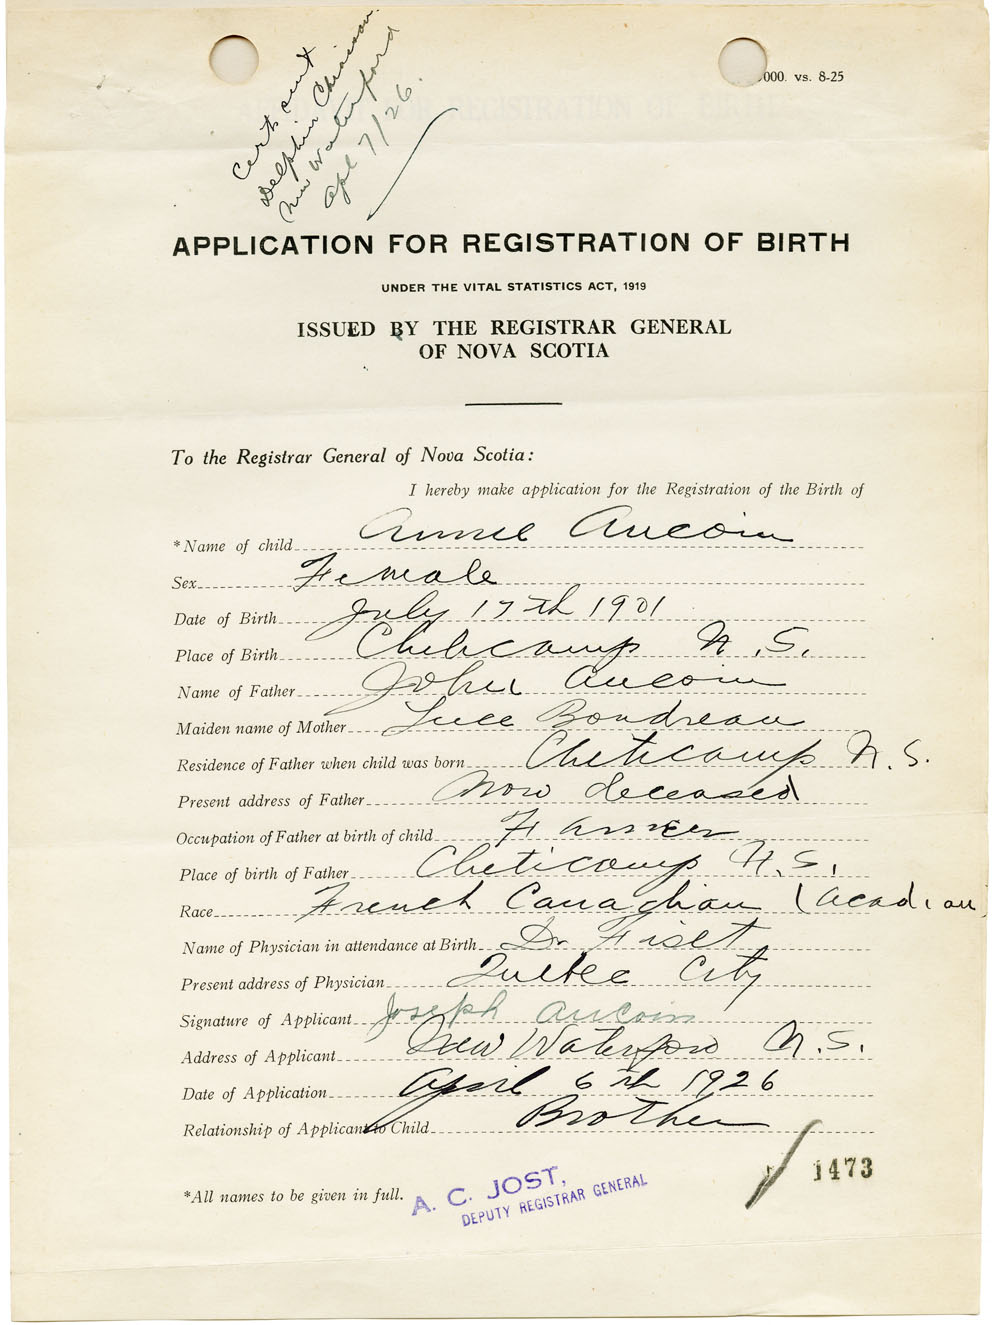 Cert sent
Delphin Chiasson.
New Waterford
Apl 7/26.
000. vs. 8-25
APPLICATION FOR REGISTRATION OF BIRTH
UNDER THE VITAL STATISTICS ACT, 1919
ISSUED BY THE REGISTRAR GENERAL
OF NOVA SCOTIA
To the Registrar General of Nova Scotia:
I hereby make application for the Registration of the Birth of
*Name of child Annie Aucoin
Sex Female
Date of Birth July 17th 1901
Place of Birth Cheticamp N.S.
Name of Father John Aucoin
Maiden name of Mother Luce Boudreau
Residence of Father when child was born Cheticamp N.S.
Present address of Father Now deceased
Occupation of Father at birth of child Farmer
Place of birth of Father Cheticamp N.S.
Race French Canadian (Acadian)
Name of Physician in attendance at Birth Dr Fiset
Present address of Physician Quebec City
Signature of Applicant Joseph Aucoin
Address of Applicant New Waterford N.S.
Date of Application April 6th 1926
Relationship of Applicant to Child Brother
1473
*All names to be given in full.
A. C. JOST,
DEPUTY REGISTRAR GENERAL